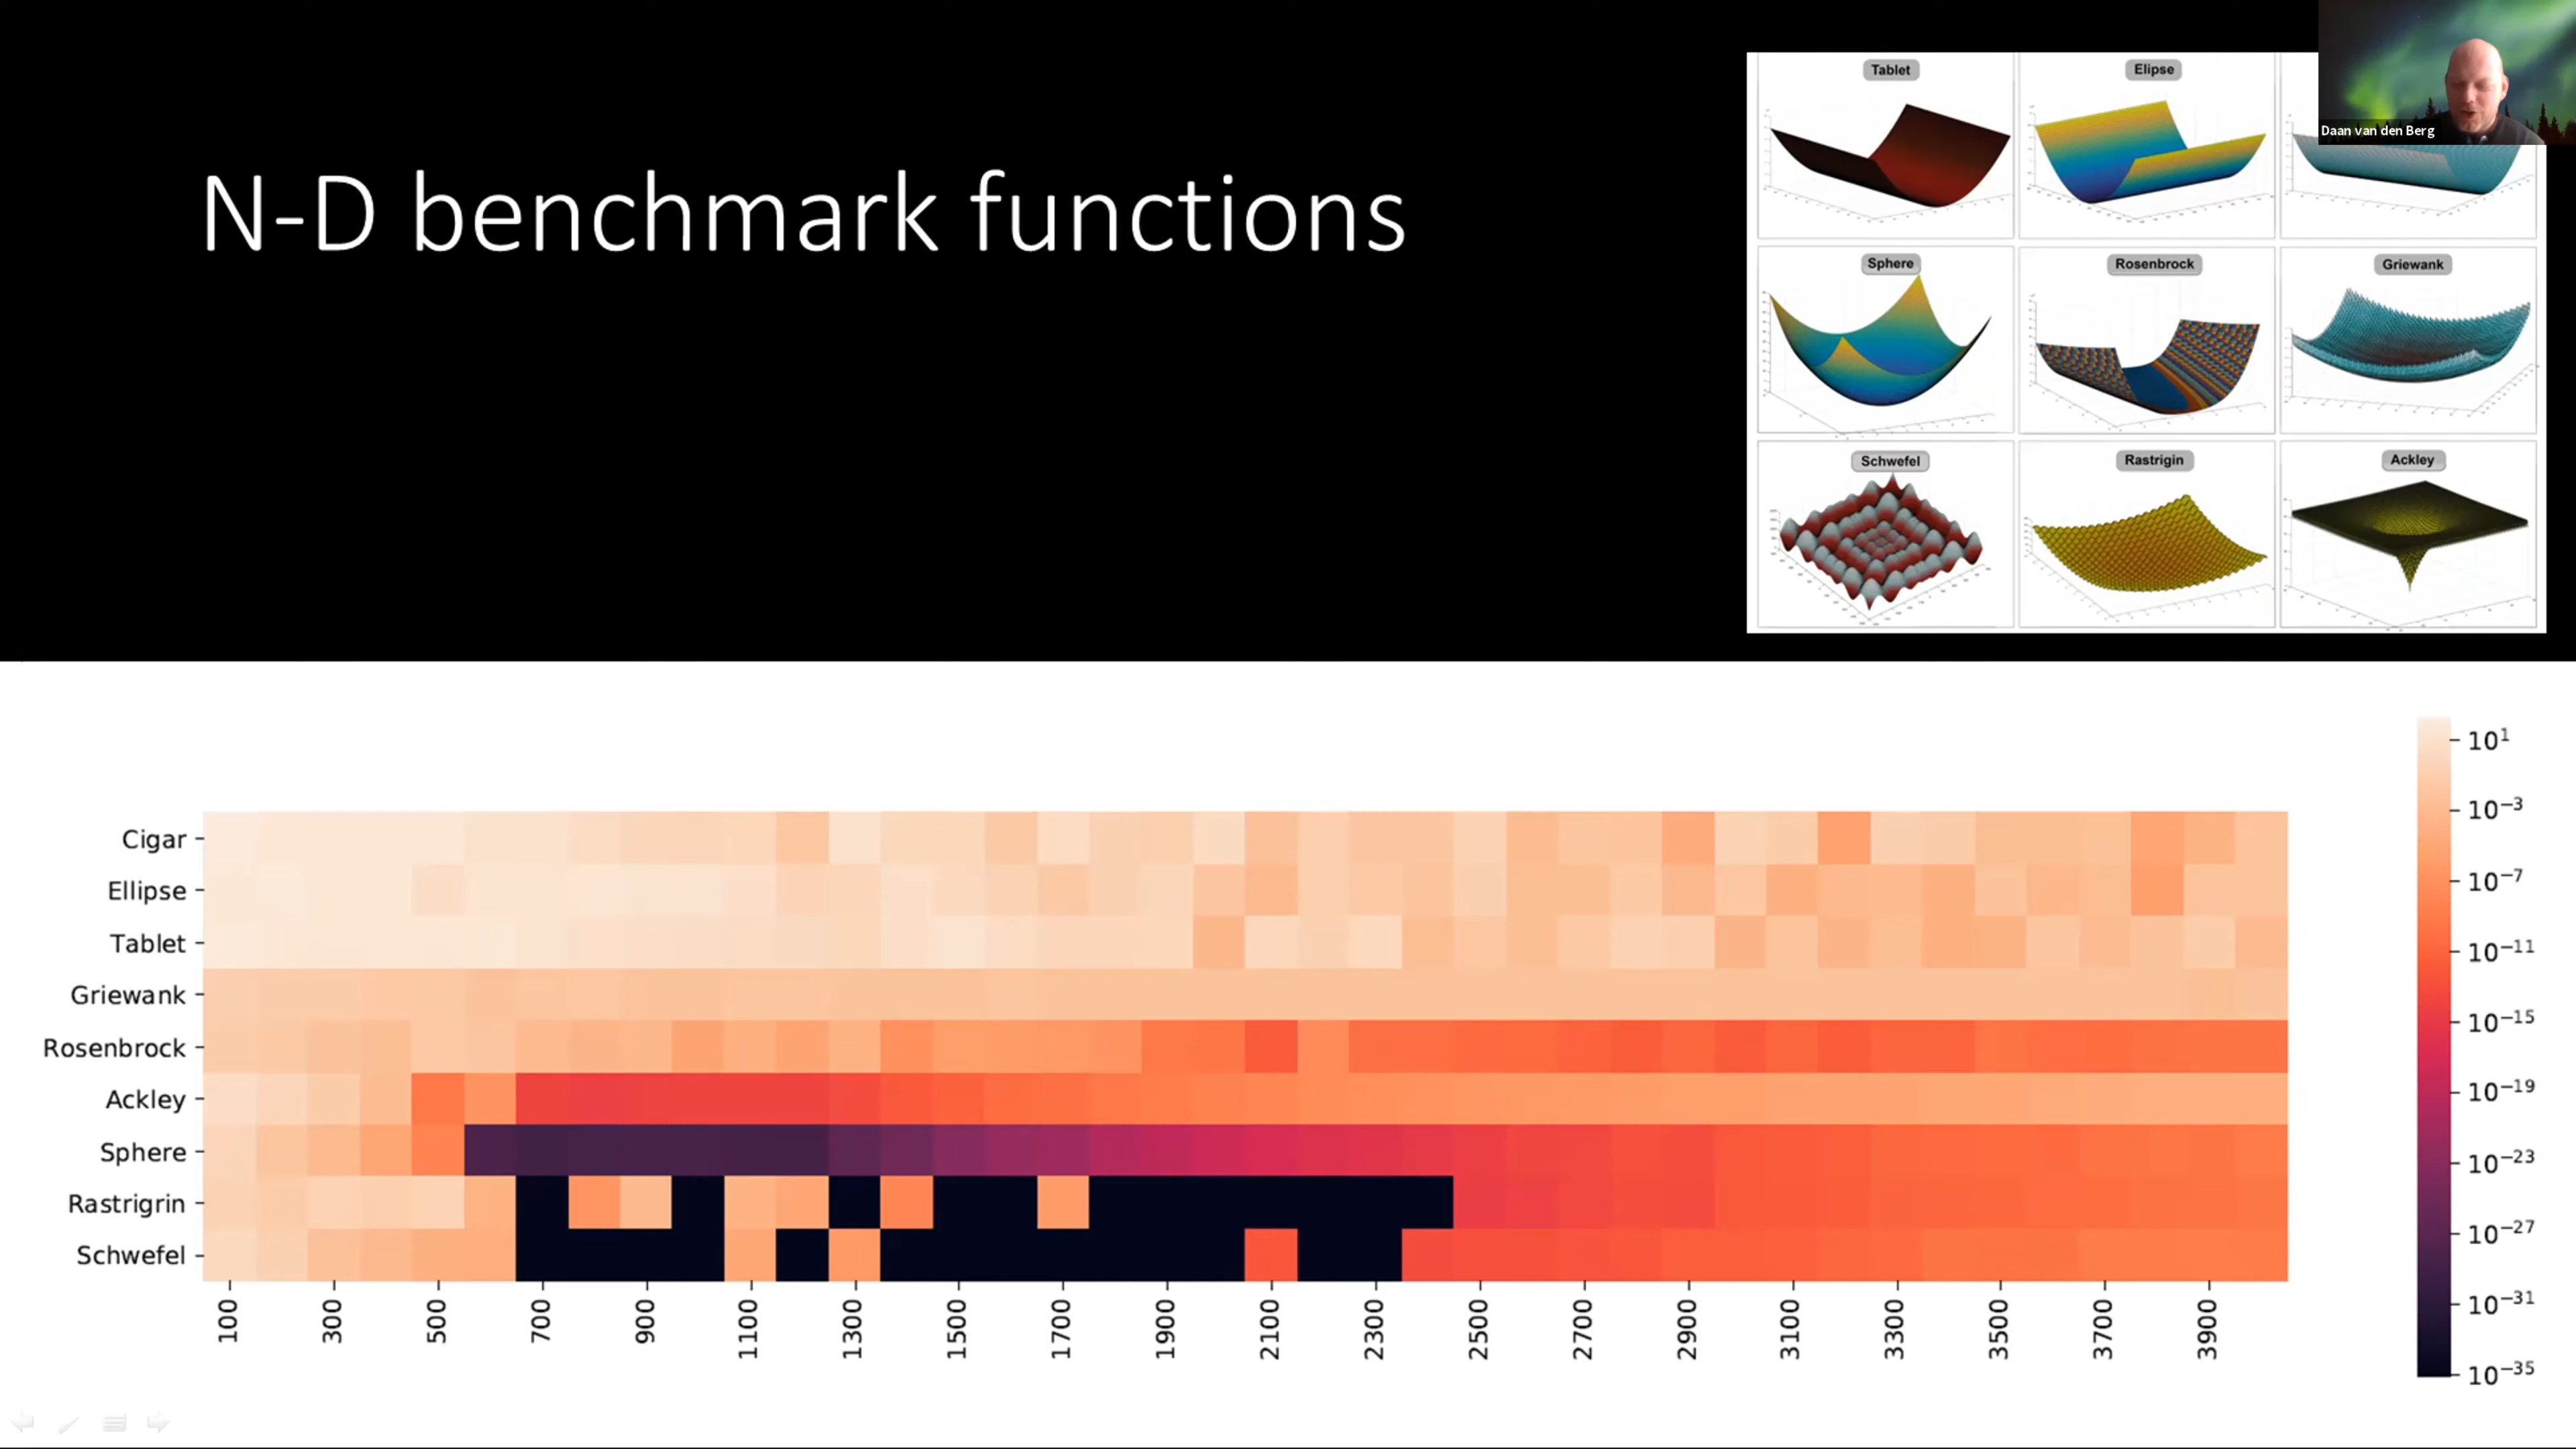 N-D benchmark functions
Tablet
Elipse
Daan van den Berg
Sphere
Rosenbrock
Griewank
Schwefel
Rastrigin
Ackley
Cigar
Ellipse
Tablet
Griewank
Rosenbrock
Ackley
Sphere
Rastrigrin
Schwefel
100 300 500 700 900 1100 1300 1500 1700 1900 2100 2300 2500 2700 2900 3100 3300 3500 3700 3900
10¹
10⁻³
10⁻⁷
10⁻¹¹
10⁻¹⁵
10⁻¹⁹
10⁻²³
10⁻²⁷
10⁻³¹
10⁻³⁵